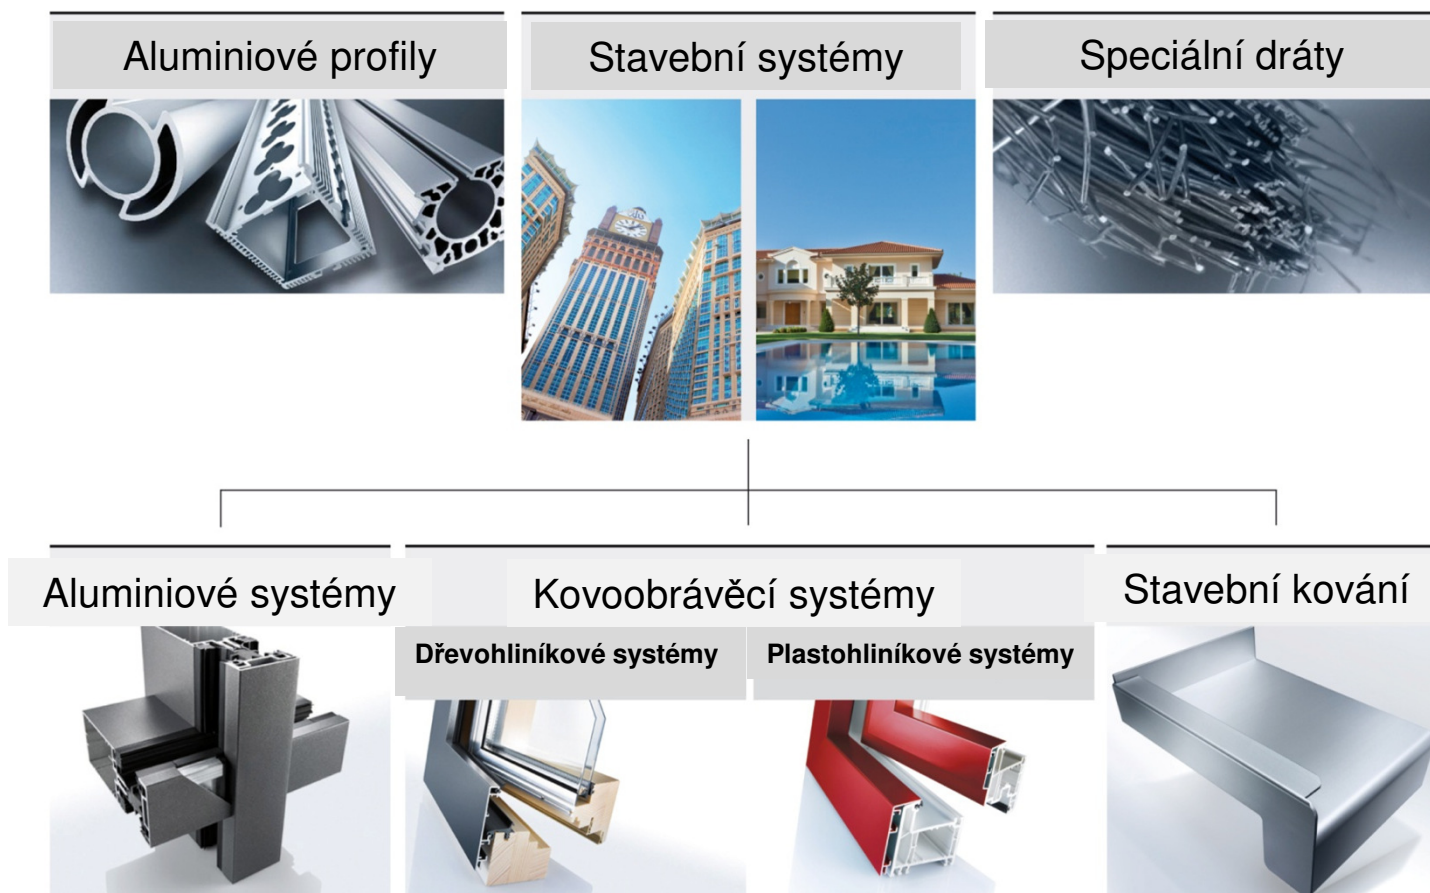 Aluminiové profily
Stavební systémy
Speciální dráty
Aluminiové systémy
Kovoobrávěcí systémy
Stavební kování
Dřevohliníkové systémy
Plastohliníkové systémy